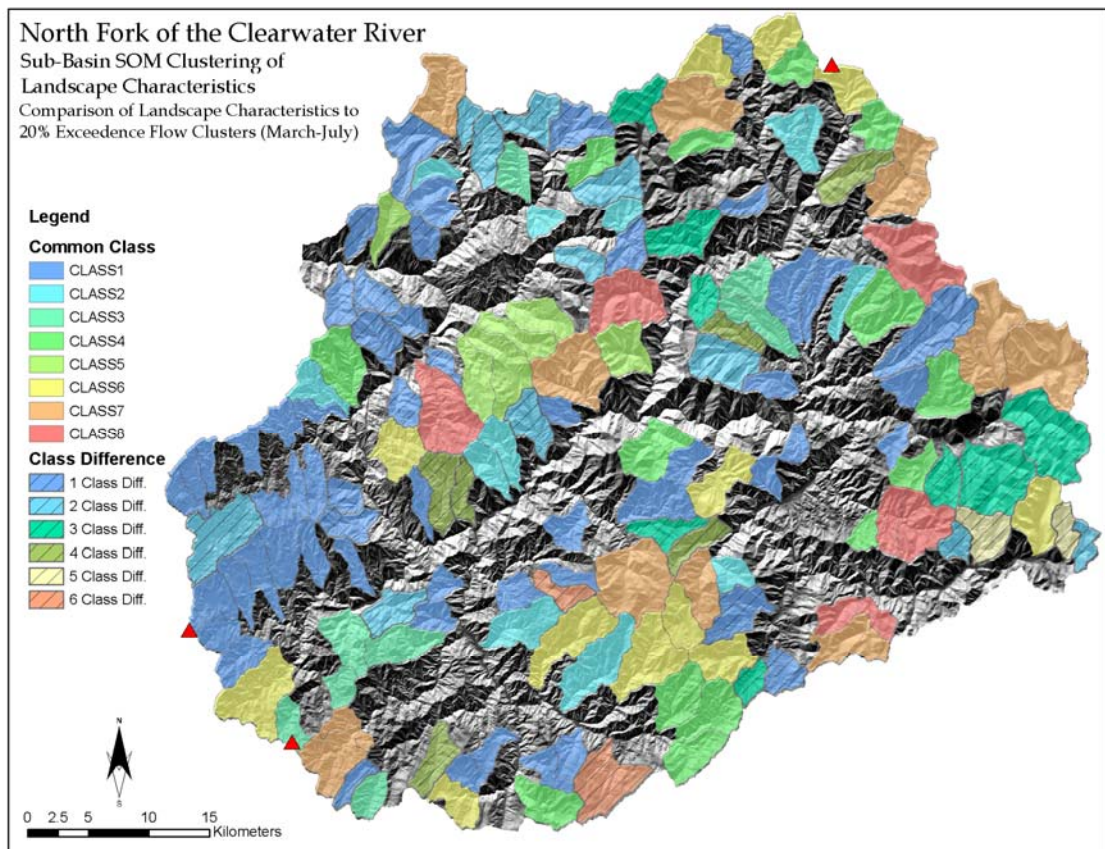 North Fork of the Clearwater River
Sub-Basin SOM Clustering of
Landscape Characteristics
Comparison of Landscape Characteristics to
20% Exceedence Flow Clusters (March-July)
Legend
Common Class
CLASS1
CLASS2
CLASS3
CLASS4
CLASS5
CLASS6
CLASS7
CLASS8
Class Difference
1 Class Diff.
2 Class Diff.
3 Class Diff.
4 Class Diff.
5 Class Diff.
6 Class Diff.
N
S
0 2.5 5 10 15
Kilometers